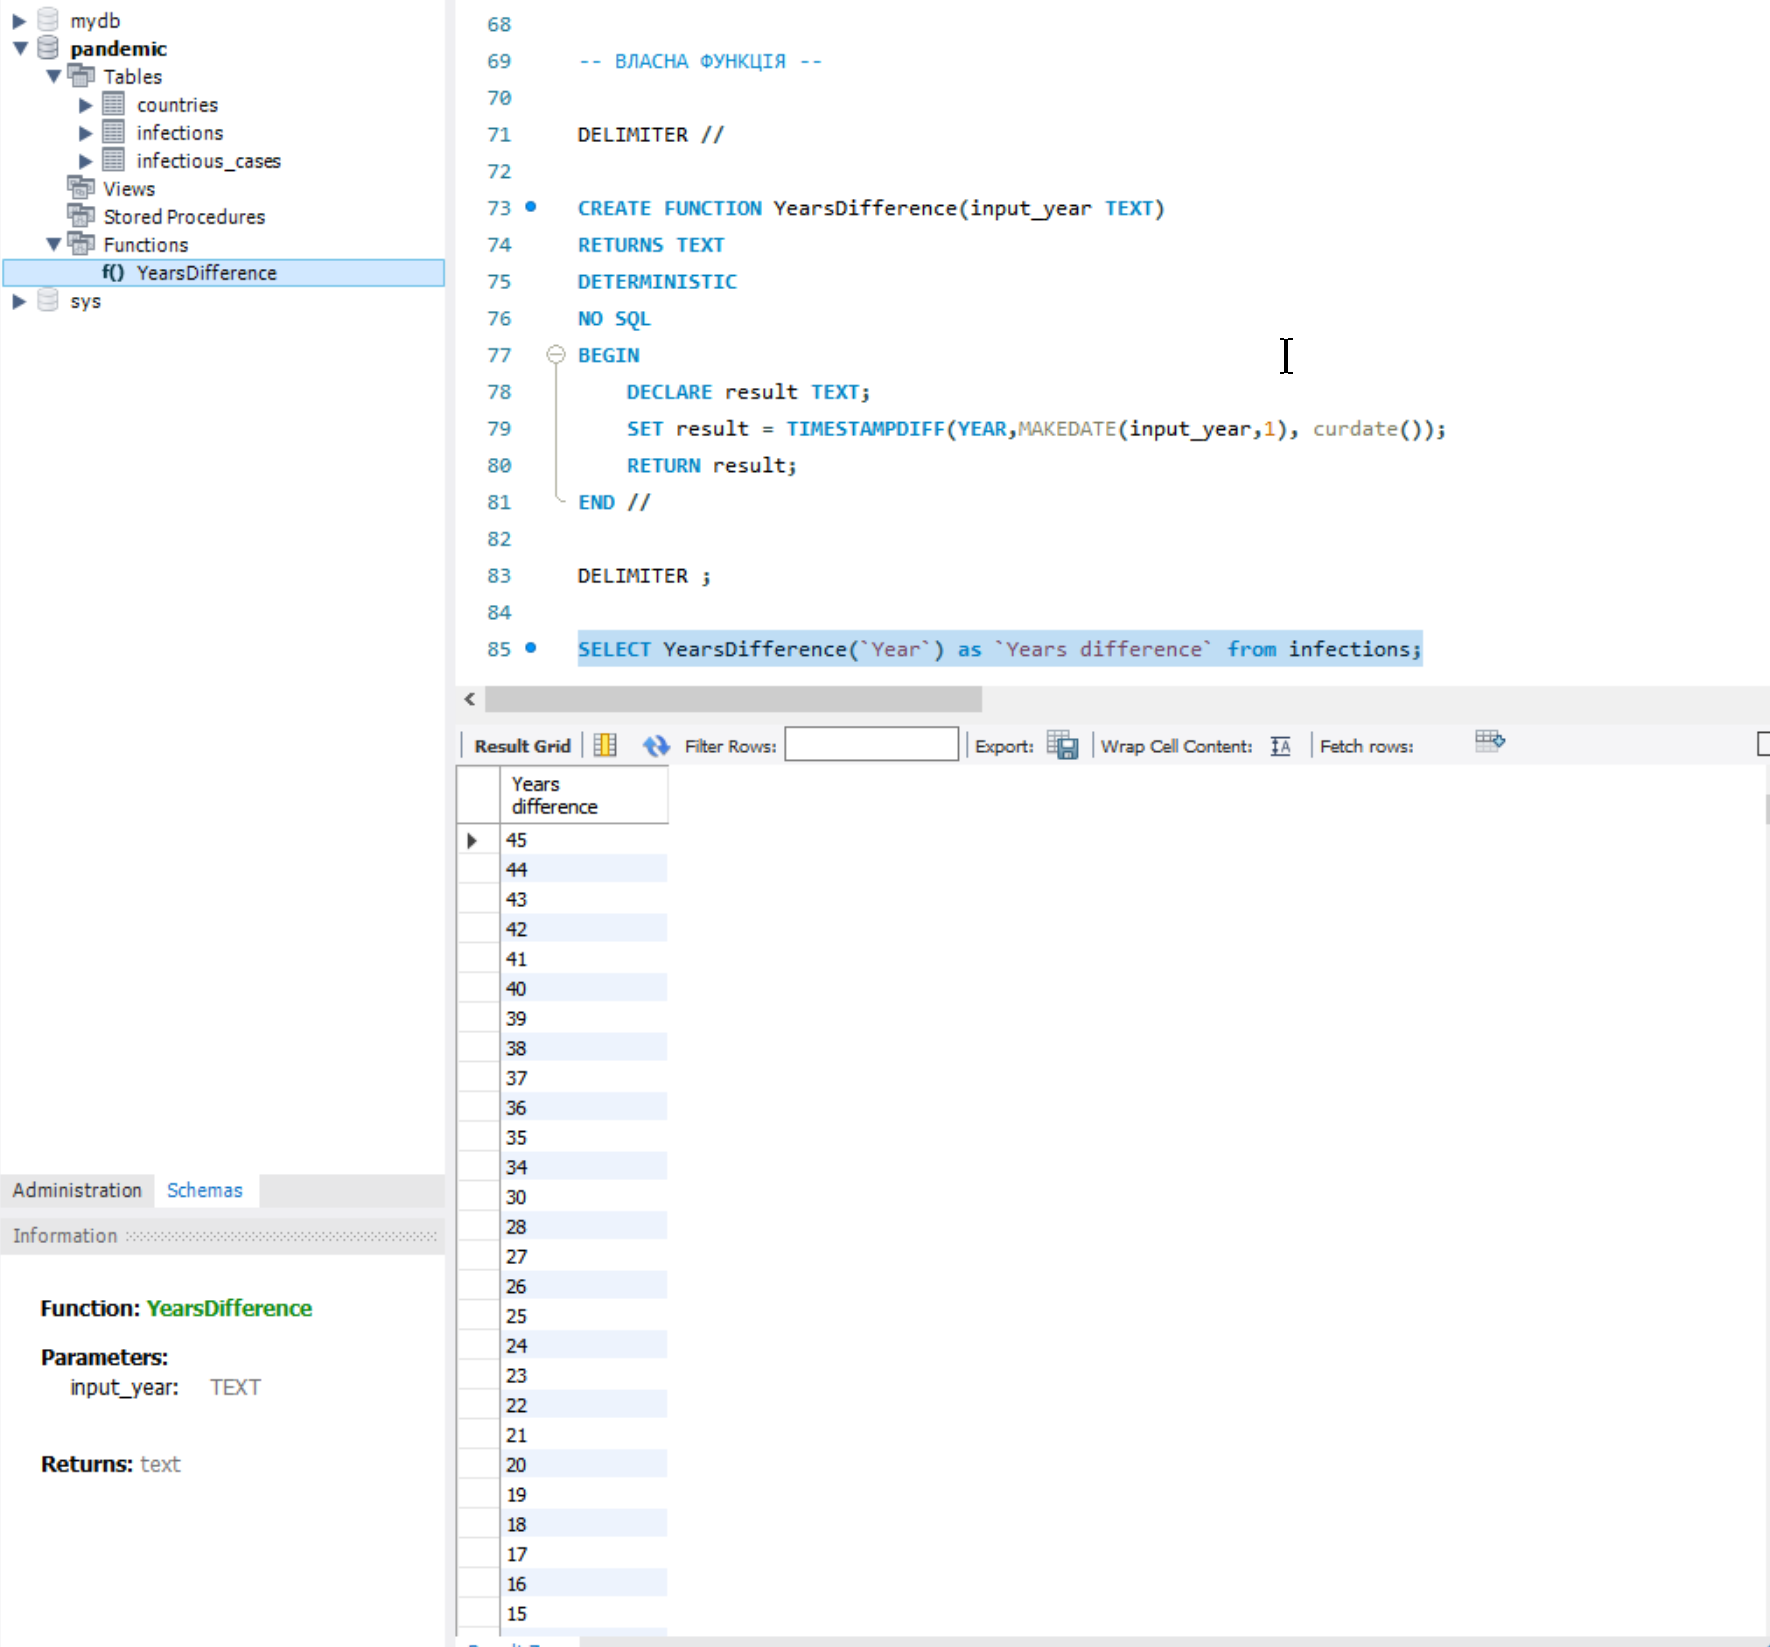 mydb
pandemic
Tables
countries
infections
infectious_cases
Views
Stored Procedures
Functions
f() YearsDifference
sys
Administration Schemas
Information
Function: YearsDifference
Parameters:
input_year: TEXT
Returns: text
68
69 -- ВЛАСНА ФУНКЦІЯ --
70
71 DELIMITER //
72
73 CREATE FUNCTION YearsDifference(input_year TEXT)
74 RETURNS TEXT
75 DETERMINISTIC
76 NO SQL
77 BEGIN
78 DECLARE result TEXT;
79 SET result = TIMESTAMPDIFF(YEAR,MAKEDATE(input_year,1), curdate());
80 RETURN result;
81 END //
82
83 DELIMITER ;
84
85 SELECT YearsDifference(`Year`) as `Years difference` from infections;
Result Grid Filter Rows: Export: Wrap Cell Content: IA Fetch rows:
Years
difference
45
44
43
42
41
40
39
38
37
36
35
34
30
28
27
26
25
24
23
22
21
20
19
18
17
16
15